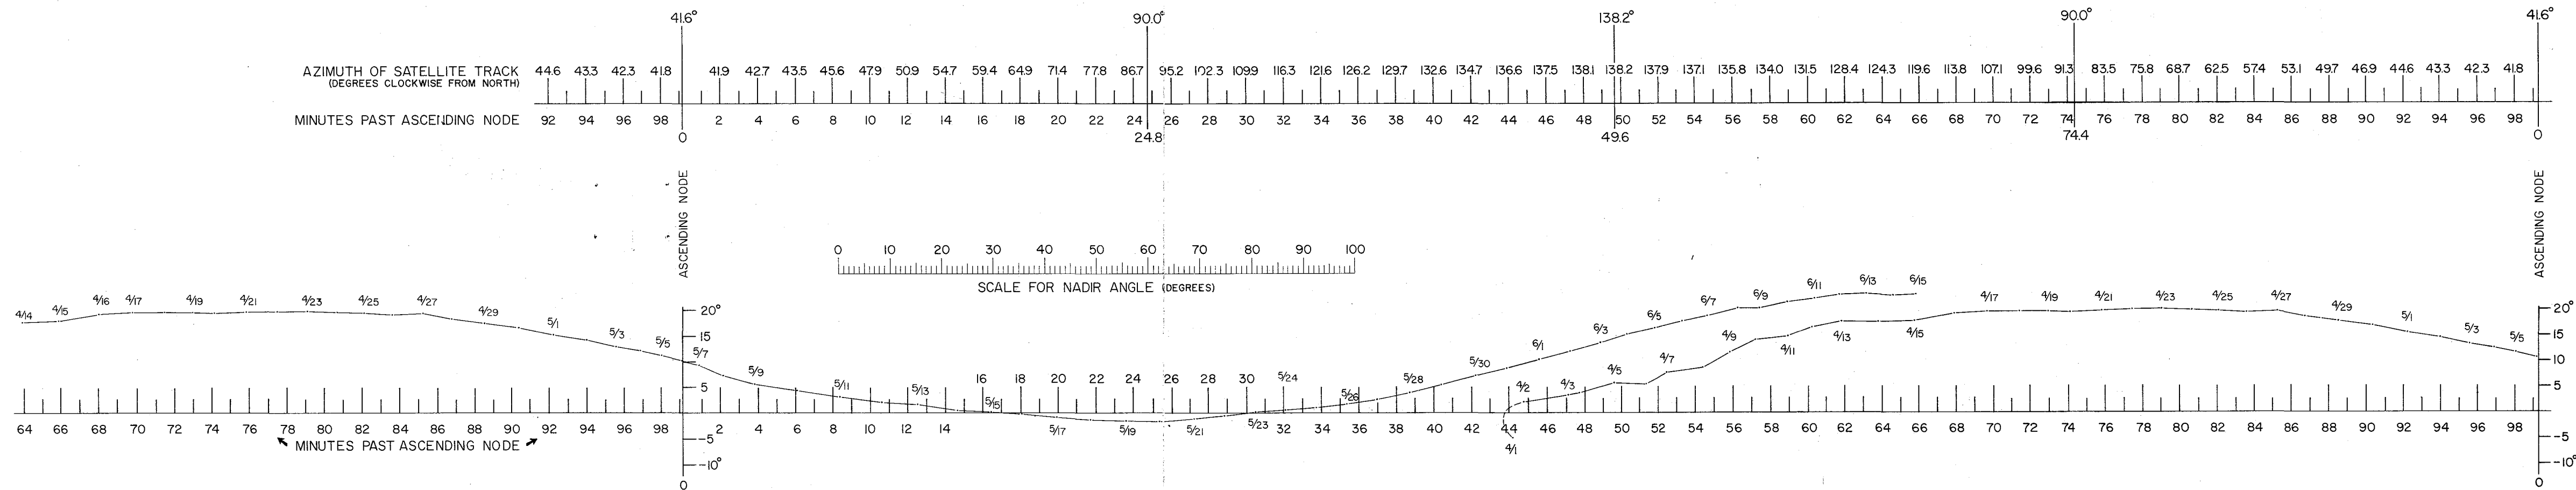 41.6° 90.0° 138.2° 90.0° 41.6°
AZIMUTH OF SATELLITE TRACK 44.6 43.3 42.3 41.8 41.9 42.7 43.5 45.6 47.9 50.9 54.7 59.4 64.9 71.4 77.8 86.7 95.2 102.3 109.9 116.3 121.6 126.2 129.7 132.6 134.7 136.6 137.5 138.1 138.2 137.9 137.1 135.8 134.0 131.5 128.4 124.3 119.6 113.8 107.1 99.6 91.3 83.5 75.8 68.7 62.5 57.4 53.1 49.7 46.9 44.6 43.3 42.3 41.8
(DEGREES CLOCKWISE FROM NORTH)
MINUTES PAST ASCENDING NODE 92 94 96 98 2 4 6 8 10 12 14 16 18 20 22 24 26 28 30 32 34 36 38 40 42 44 46 48 50 52 54 56 58 60 62 64 66 68 70 72 74 76 78 80 82 84 86 88 90 92 94 96 98
0 24.8 49.6 74.4 0
ASCENDING NODE
ASCENDING NODE
0 10 20 30 40 50 60 70 80 90 100
SCALE FOR NADIR ANGLE (DEGREES)
4/14 4/15 4/16 4/17 4/19 4/21 4/23 4/25 4/27 4/29 5/1 5/3 5/5 5/7 5/9 5/11 5/13 5/15 5/17 5/19 5/21 5/23 5/24 5/26 5/28 5/30 6/1 6/3 6/5 6/7 6/9 6/11 6/13 6/15
4/1 4/2 4/3 4/5 4/7 4/9 4/11 4/13 4/15 4/17 4/19 4/21 4/23 4/25 4/27 4/29 5/1 5/3 5/5
20° 15 10 5 -5 -10° 0
16 18 20 22 24 26 28 30
64 66 68 70 72 74 76 78 80 82 84 86 88 90 92 94 96 98 2 4 6 8 10 12 14 32 34 36 38 40 42 44 46 48 50 52 54 56 58 60 62 64 66 68 70 72 74 76 78 80 82 84 86 88 90 92 94 96 98
MINUTES PAST ASCENDING NODE
20° 15 10 5 -5 -10° 0